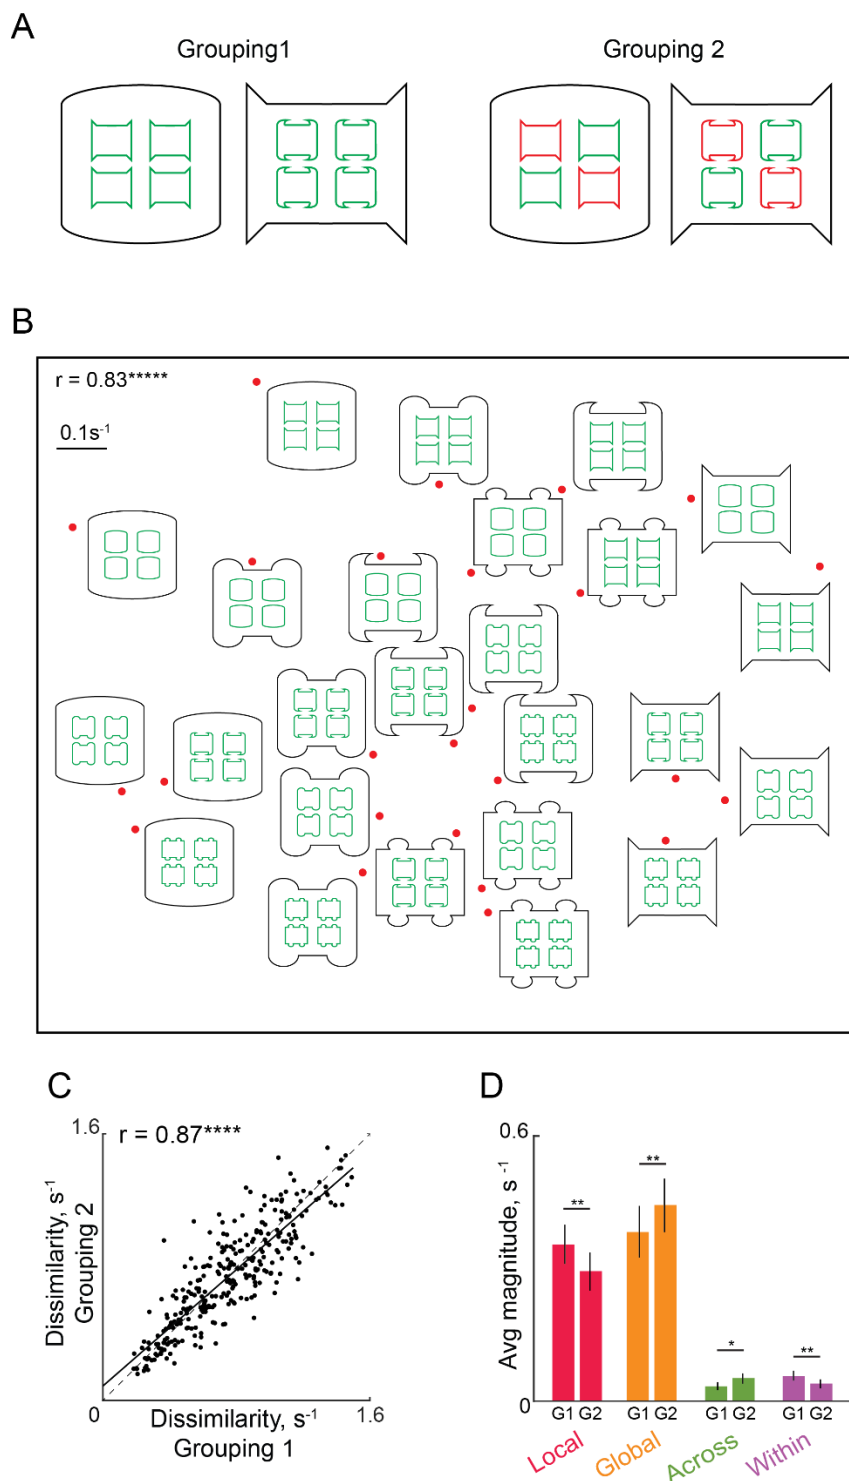 A
Grouping1
Grouping 2
B
r = 0.83*****
0.1s-1
C
1.6
r = 0.87****
Dissimilarity, s-1
Grouping 2
0
1.6
Dissimilarity, s-1
Grouping 1
D
0.6
Avg magnitude, s -1
**
**
*
**
0
G1 G2 G1 G2 G1 G2 G1 G2
Local
Global
Across
Within